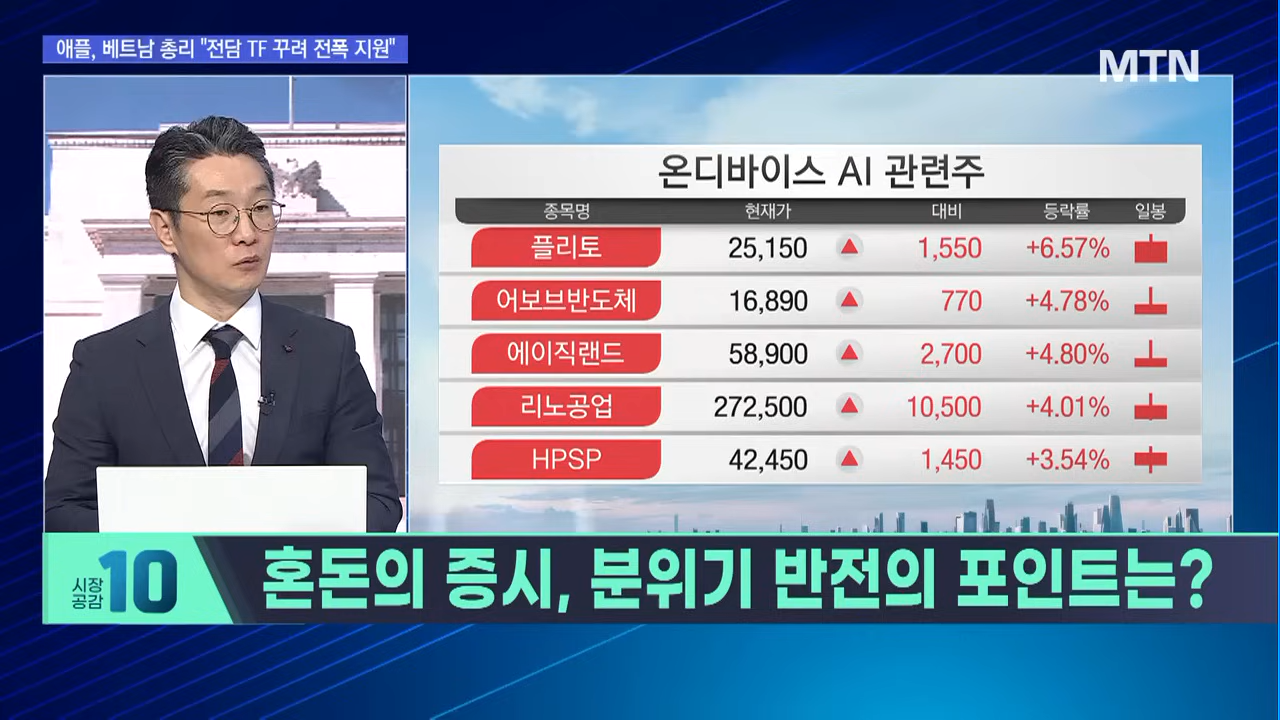 애플, 베트남 총리 "전담 TF 꾸려 전폭 지원"
MTN
온디바이스 AI 관련주
종목명 현재가 대비 등락률 일봉
플리토 25,150 ▲ 1,550 +6.57%
어보브반도체 16,890 ▲ 770 +4.78%
에이직랜드 58,900 ▲ 2,700 +4.80%
리노공업 272,500 ▲ 10,500 +4.01%
HPSP 42,450 ▲ 1,450 +3.54%
시장공감 10
혼돈의 증시, 분위기 반전의 포인트는?